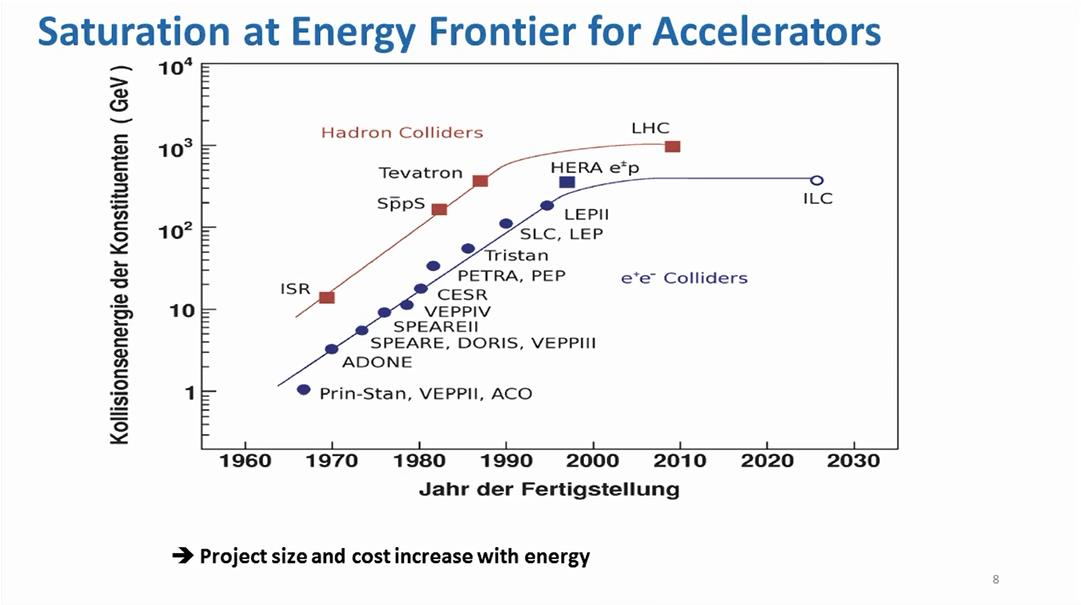 Saturation at Energy Frontier for Accelerators
Kollisionsenergie der Konstituenten ( GeV )
10⁴
10³
10²
10
1
Hadron Colliders
LHC
Tevatron
HERA e±p
Sp̄pS
ILC
LEPII
SLC, LEP
Tristan
e⁺e⁻ Colliders
PETRA, PEP
ISR
CESR
VEPPIV
SPEAREII
SPEARE, DORIS, VEPPIII
ADONE
Prin-Stan, VEPPII, ACO
1960 1970 1980 1990 2000 2010 2020 2030
Jahr der Fertigstellung
➔ Project size and cost increase with energy
8